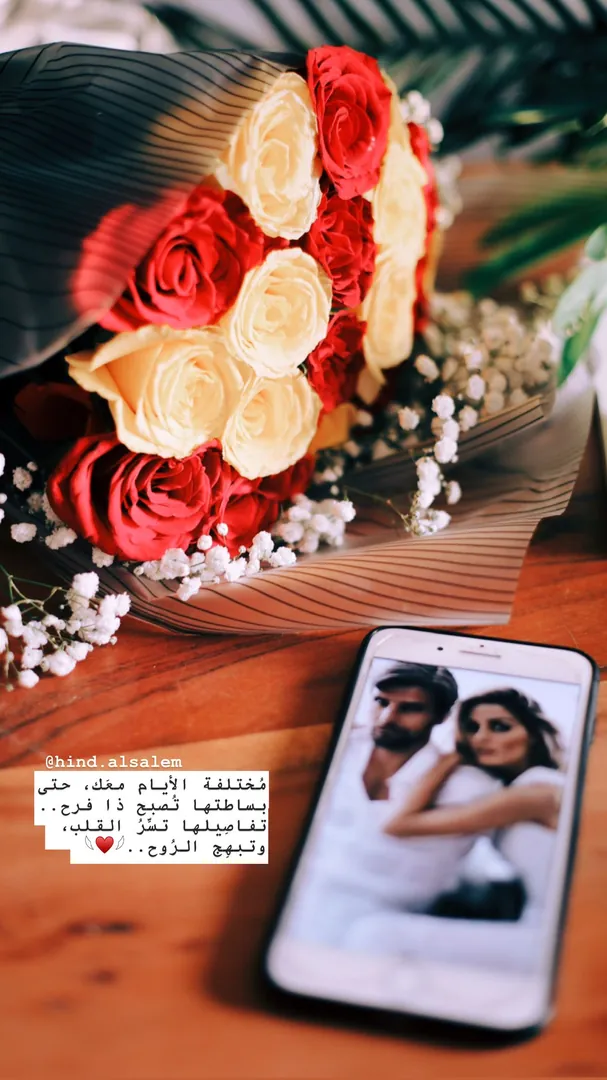 @hind.alsalem
مُختلفة الأيام معَك، حتى
بساطتها تُصبح ذا فرح..
تفاصِيلها تسِّرُ القلب،
وتبهِج الرُوح..